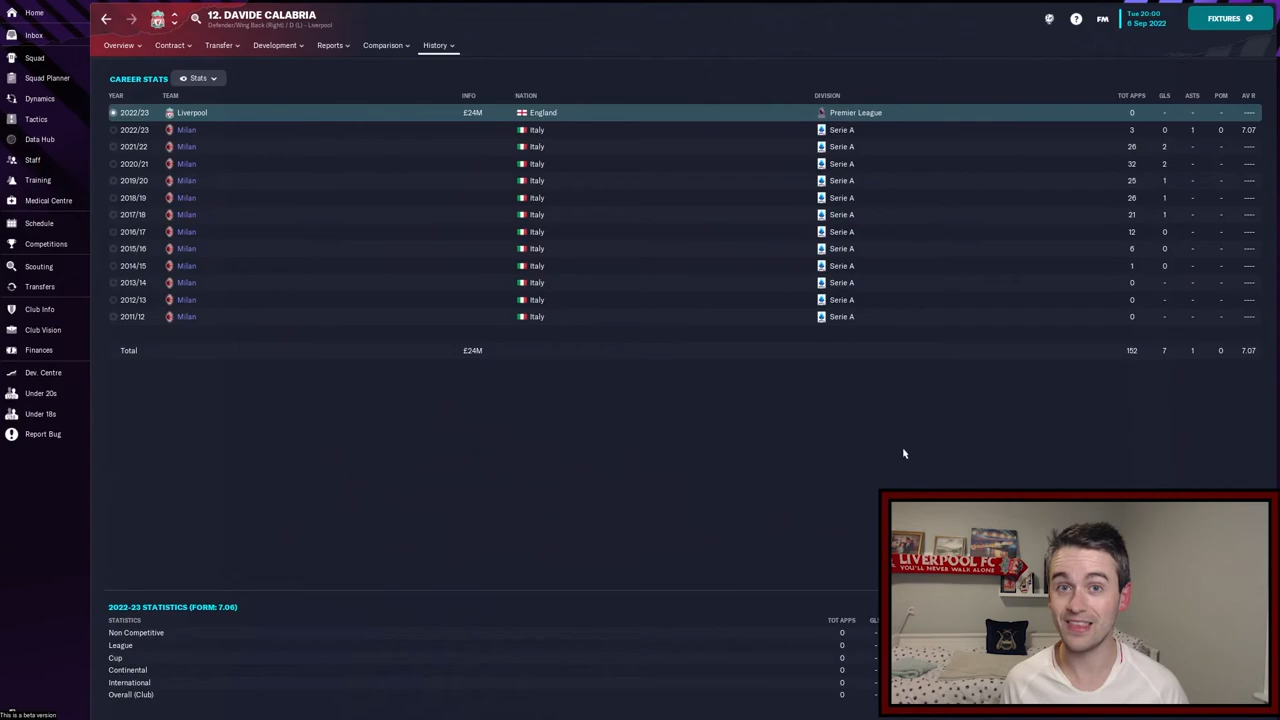 Home
Inbox
Squad
Squad Planner
Dynamics
Tactics
Data Hub
Staff
Training
Medical Centre
Schedule
Competitions
Scouting
Transfers
Club Info
Club Vision
Finances
Dev. Centre
Under 20s
Under 18s
Report Bug
This is a beta version
12. DAVIDE CALABRIA
Defender/Wing Back (Right) / D (L) - Liverpool
? FM Tue 20:00
6 Sep 2022
FIXTURES
Overview Contract Transfer Development Reports Comparison History
CAREER STATS Stats
YEAR TEAM INFO NATION DIVISION TOT APPS GLS ASTS POM AV R
2022/23 Liverpool £24M England Premier League 0 - - - ----
2022/23 Milan Italy Serie A 3 0 1 0 7.07
2021/22 Milan Italy Serie A 26 2 - - ----
2020/21 Milan Italy Serie A 32 2 - - ----
2019/20 Milan Italy Serie A 25 1 - - ----
2018/19 Milan Italy Serie A 26 1 - - ----
2017/18 Milan Italy Serie A 21 1 - - ----
2016/17 Milan Italy Serie A 12 0 - - ----
2015/16 Milan Italy Serie A 6 0 - - ----
2014/15 Milan Italy Serie A 1 0 - - ----
2013/14 Milan Italy Serie A 0 - - - ----
2012/13 Milan Italy Serie A 0 - - - ----
2011/12 Milan Italy Serie A 0 - - - ----
Total £24M 152 7 1 0 7.07
2022-23 STATISTICS (FORM: 7.06)
STATISTICS TOT APPS GLS
Non Competitive 0 -
League 0 -
Cup 0 -
Continental 0 -
International 0 -
Overall (Club) 0 -
LIVERPOOL FC
YOU'LL NEVER WALK ALONE